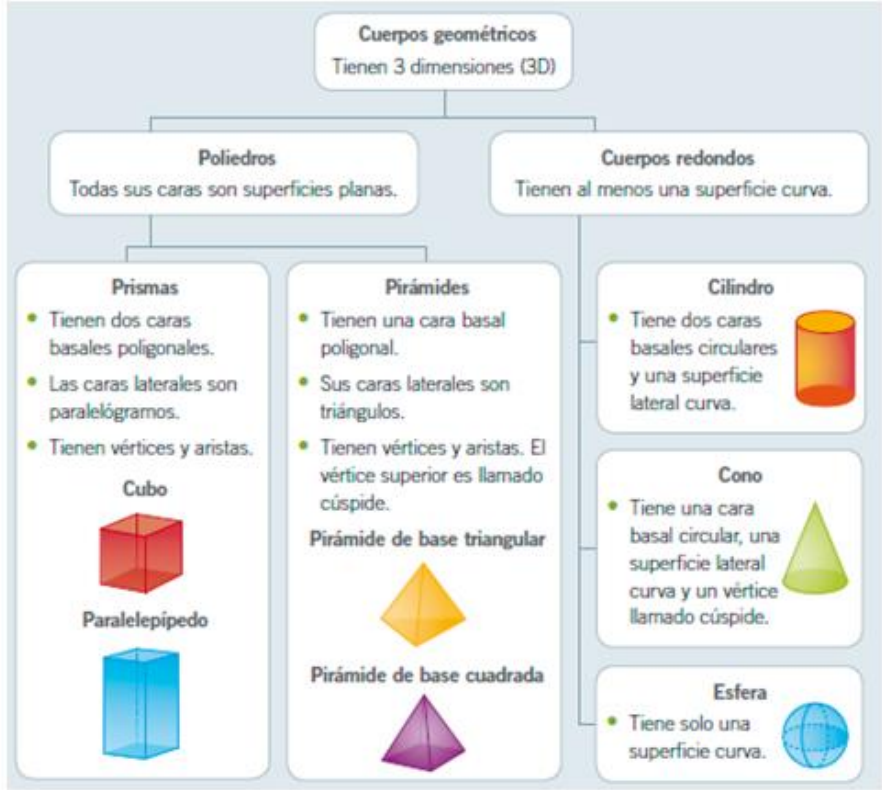 Cuerpos geométricos
Tienen 3 dimensiones (3D)
Poliedros
Todas sus caras son superficies planas.
Cuerpos redondos
Tienen al menos una superficie curva.
Prismas
• Tienen dos caras
basales poligonales.
• Las caras laterales son
paralelógramos.
• Tienen vértices y aristas.
Cubo
Paralelepípedo
Pirámides
• Tienen una cara basal
poligonal.
• Sus caras laterales son
triángulos.
• Tienen vértices y aristas. El
vértice superior es llamado
cúspide.
Pirámide de base triangular
Pirámide de base cuadrada
Cilindro
• Tiene dos caras
basales circulares
y una superficie
lateral curva.
Cono
• Tiene una cara
basal circular, una
superficie lateral
curva y un vértice
llamado cúspide.
Esfera
• Tiene solo una
superficie curva.